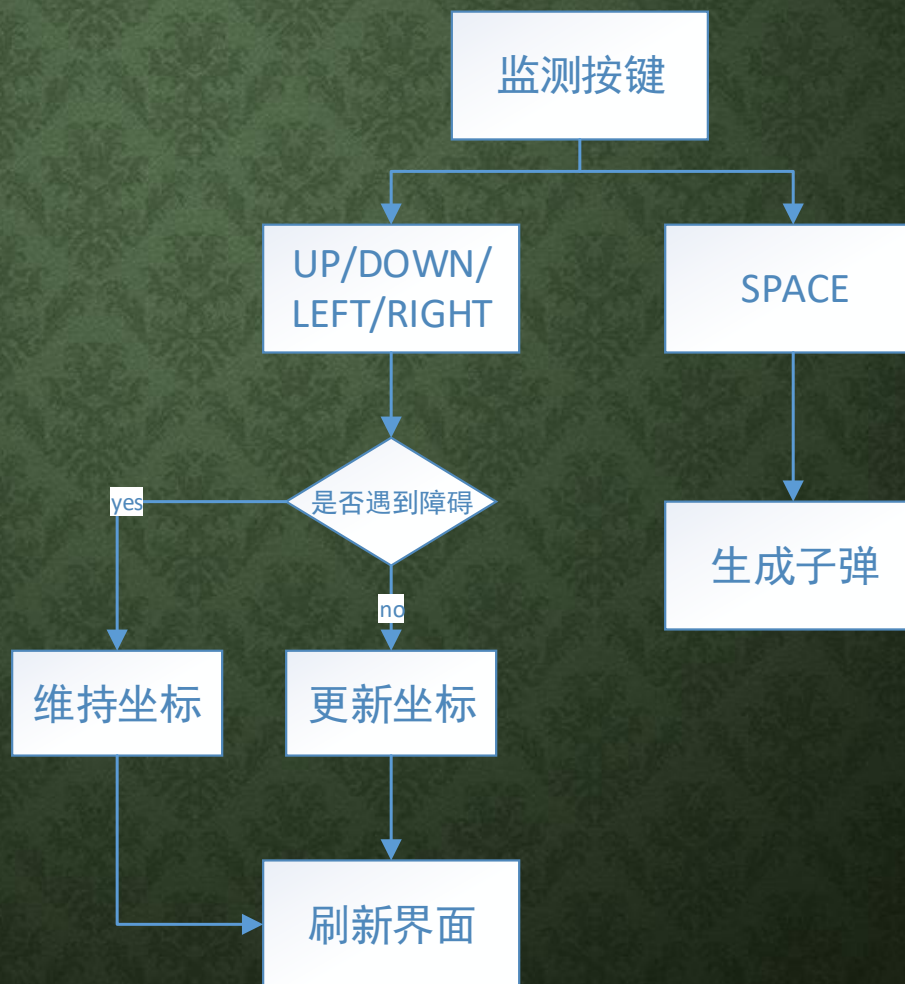 监测按键
UP/DOWN/
LEFT/RIGHT
SPACE
是否遇到障碍
yes
no
生成子弹
维持坐标
更新坐标
刷新界面